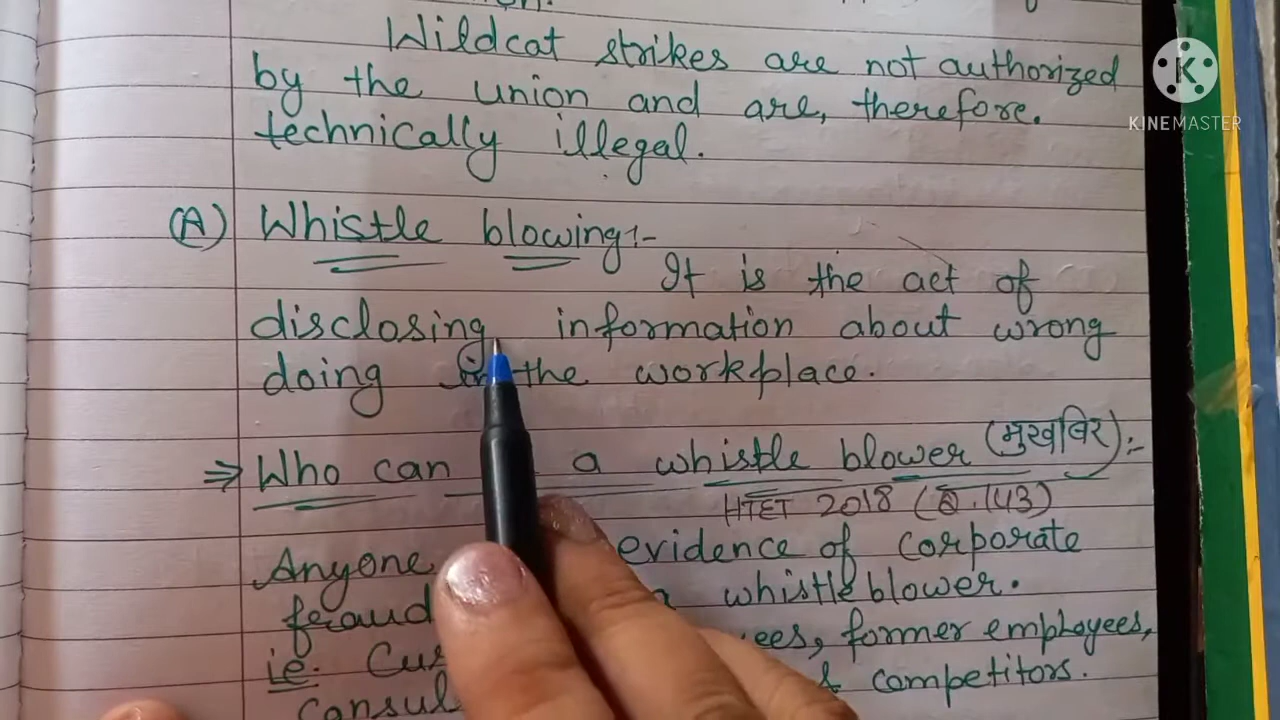 Wildcat strikes are not authorized
by the union and are, therefore.
technically illegal.
(A) Whistle blowing:-
It is the act of
disclosing information about wrong
doing in the workplace.
⇒ Who can a whistle blower (मुखबिर):-
HTET 2018 (Q.143)
Anyone evidence of corporate
fraud whistleblower.
ie. former employees,
& competitors.
KINEMASTER